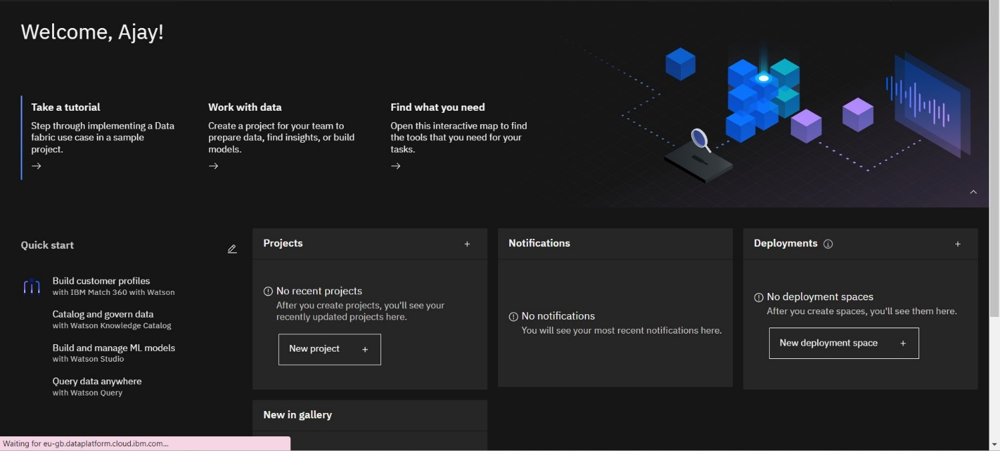 Welcome, Ajay!
Take a tutorial
Step through implementing a Data
fabric use case in a sample
project.
Work with data
Create a project for your team to
prepare data, find insights, or build
models.
Find what you need
Open this interactive map to find
the tools that you need for your
tasks.
Quick start
Build customer profiles
with IBM Match 360 with Watson
Catalog and govern data
with Watson Knowledge Catalog
Build and manage ML models
with Watson Studio
Query data anywhere
with Watson Query
Projects
No recent projects
After you create projects, you'll see your
recently updated projects here.
New project +
Notifications
No notifications
You will see your most recent notifications here.
Deployments
No deployment spaces
After you create spaces, you'll see them here.
New deployment space +
New in gallery
Waiting for eu-gb.dataplatform.cloud.ibm.com...